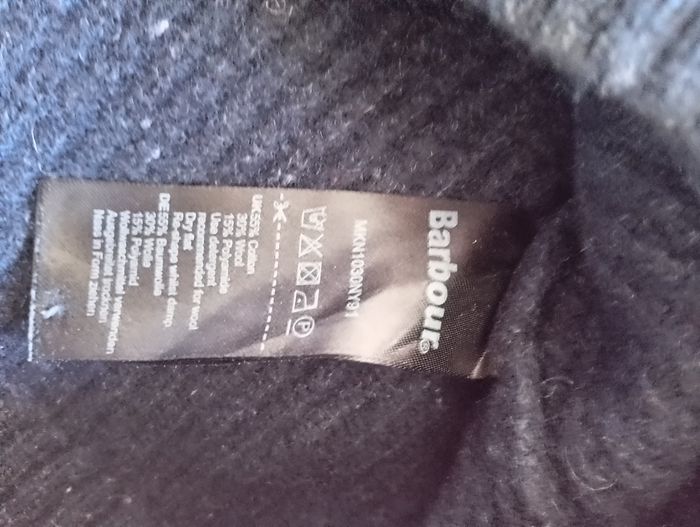 Barbour®
MKN1030NY91
UK:55% Cotton
30% Wool
15% Polyamide
Use detergent
recommended for wool
Dry flat
Re-shape whilst damp
DE:55% Baumwolle
30% Wolle
15% Polyamid
Wollwaschmittel verwenden
Ausgebreitet trocknen
Nass in Form ziehen